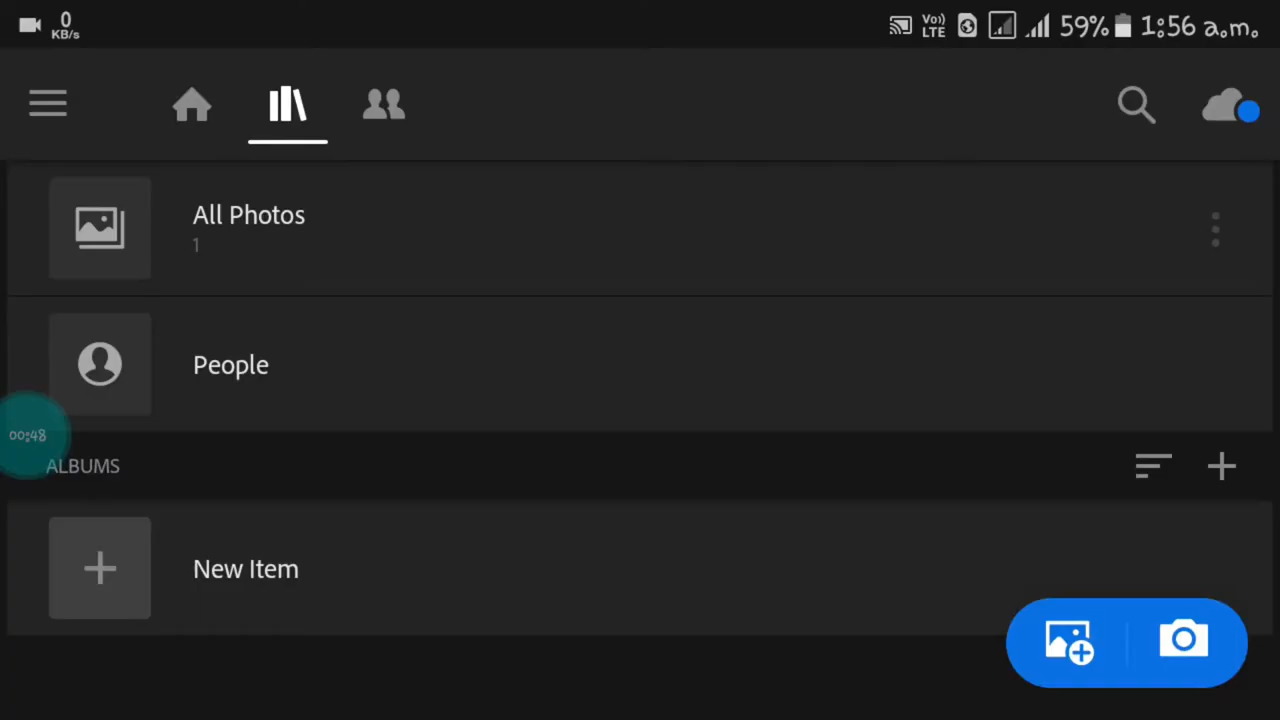 0
KB/s
Vo)
LTE
59%
1:56 a.m.
All Photos
1
People
00:48
ALBUMS
New Item